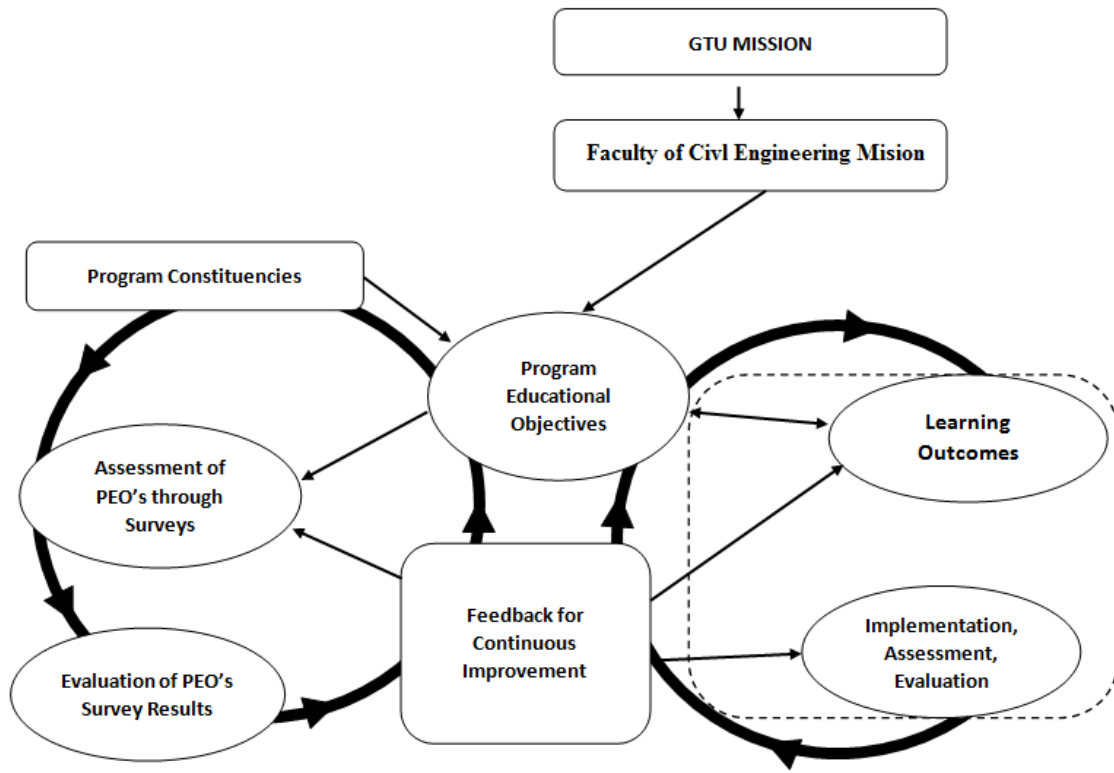 GTU MISSION
Faculty of Civl Engineering Mision
Program Constituencies
Program
Educational
Objectives
Learning
Outcomes
Assessment of
PEO's through
Surveys
Feedback for
Continuous
Improvement
Implementation,
Assessment,
Evaluation
Evaluation of PEO's
Survey Results